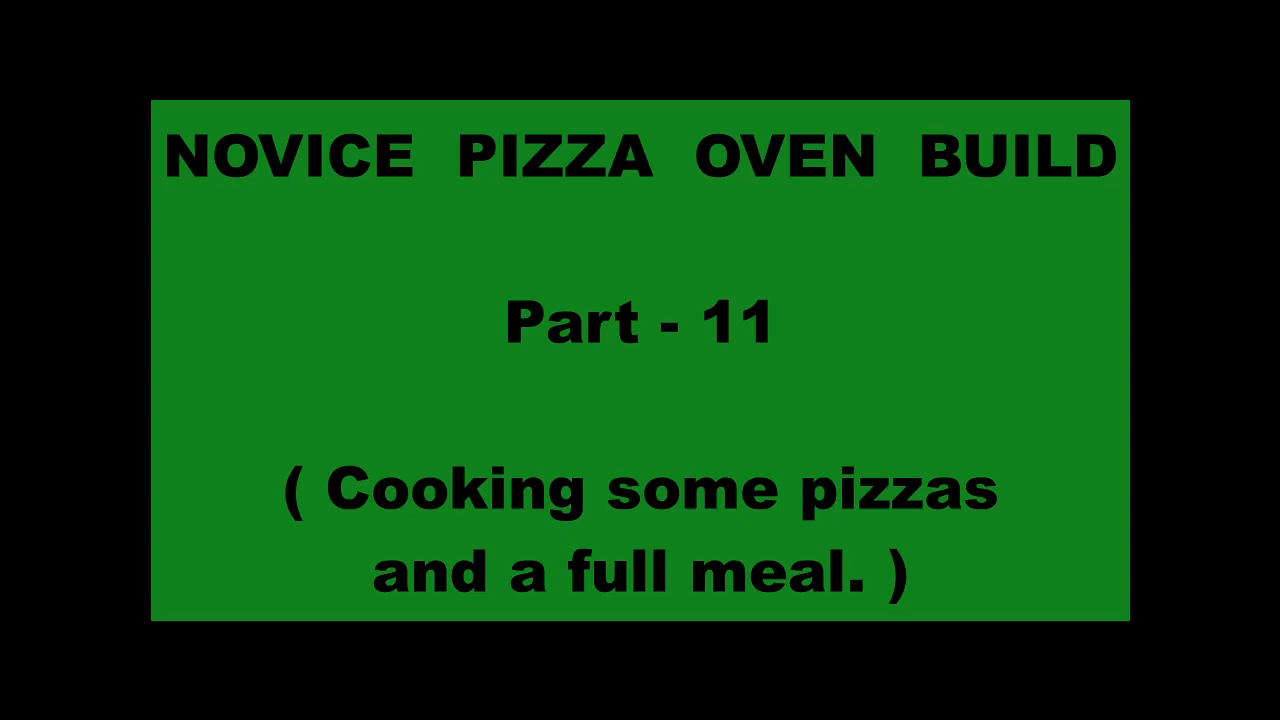 NOVICE PIZZA OVEN BUILD
Part - 11
( Cooking some pizzas
and a full meal. )